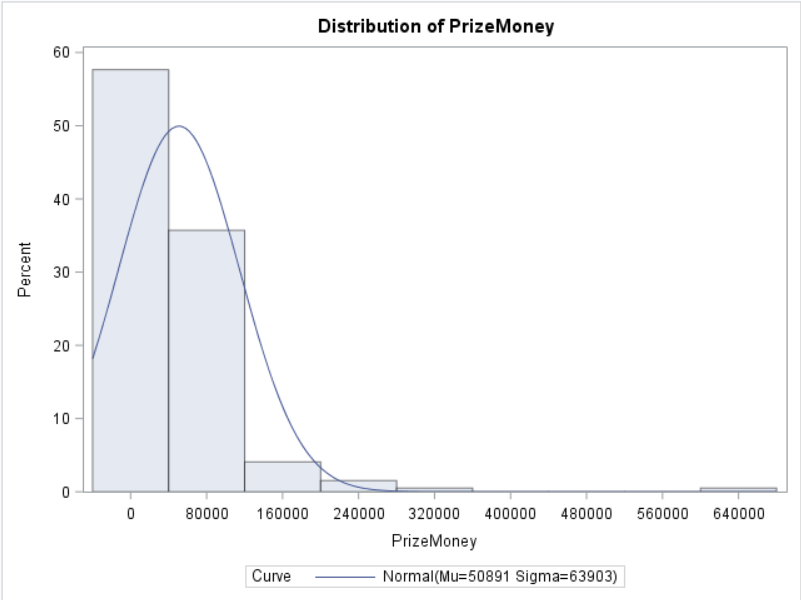 Distribution of PrizeMoney
60
50
40
30
20
10
0
Percent
0 80000 160000 240000 320000 400000 480000 560000 640000
PrizeMoney
Curve Normal(Mu=50891 Sigma=63903)